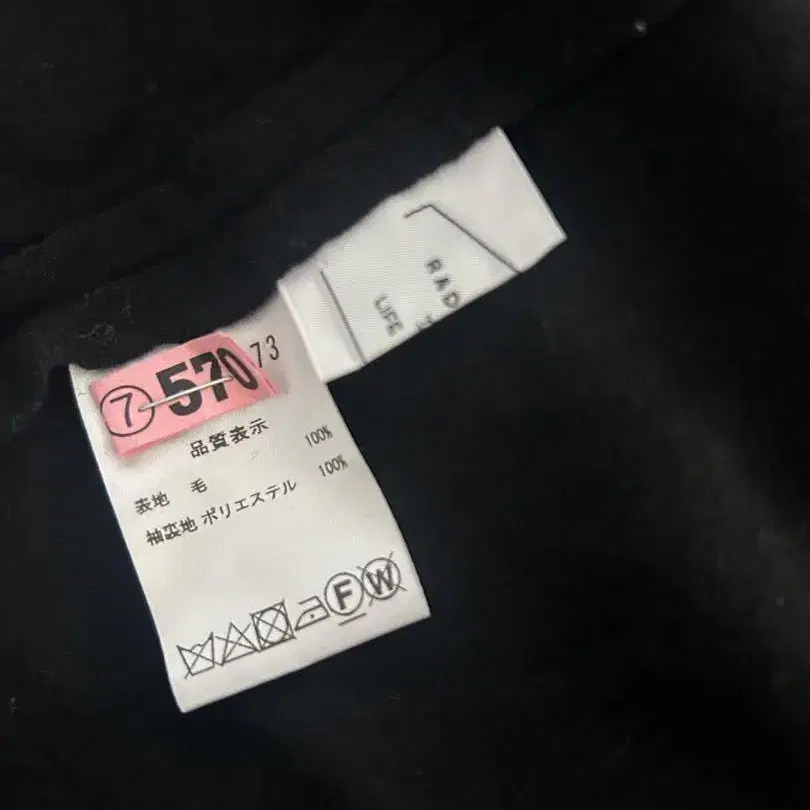 RAD
LIFE
⑦ 570 73
品質表示
表地 毛 100%
袖裏地 ポリエステル 100%
F W